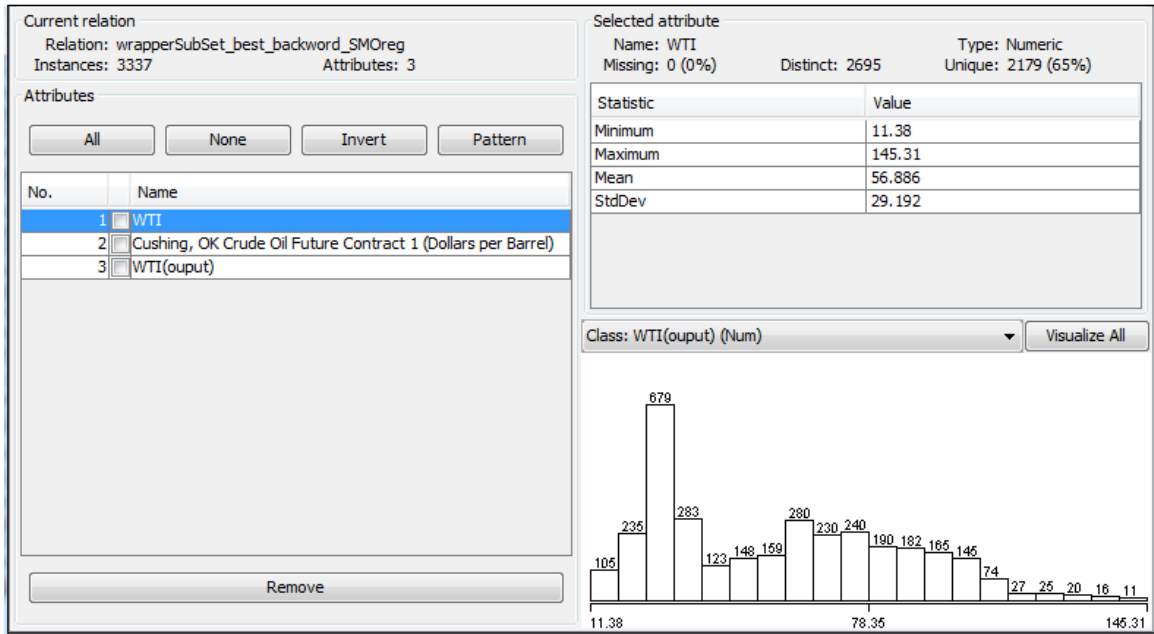 Current relation
Relation: wrapperSubSet_best_backword_SMOreg
Instances: 3337 Attributes: 3
Attributes
All None Invert Pattern
No. Name
1 WTI
2 Cushing, OK Crude Oil Future Contract 1 (Dollars per Barrel)
3 WTI(ouput)
Remove
Selected attribute
Name: WTI Type: Numeric
Missing: 0 (0%) Distinct: 2695 Unique: 2179 (65%)
Statistic Value
Minimum 11.38
Maximum 145.31
Mean 56.886
StdDev 29.192
Class: WTI(ouput) (Num) Visualize All
105 235 679 283 123 148 159 280 230 240 190 182 165 145 74 27 25 20 16 11
11.38 78.35 145.31